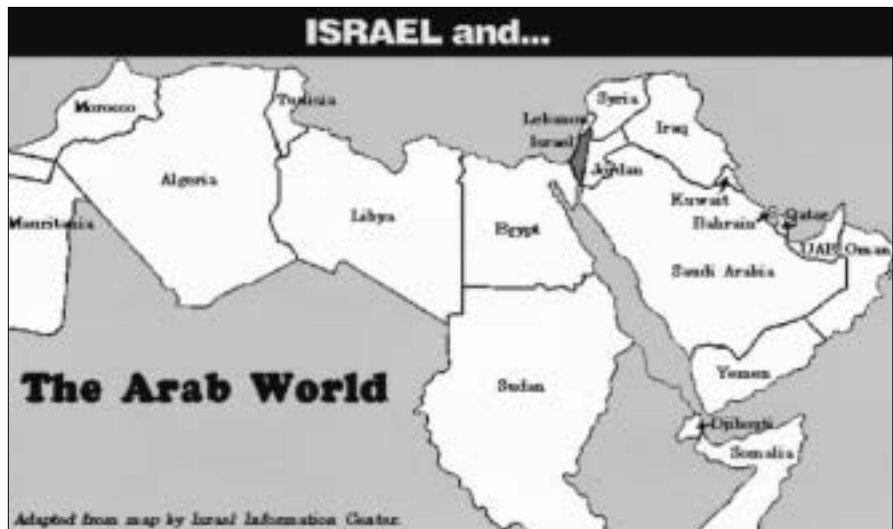 ISRAEL and...
Morocco
Tunisia
Algeria
Mauritania
Libya
Egypt
Sudan
Lebanon
Israel
Syria
Iraq
Jordan
Kuwait
Bahrain
Qatar
UAE
Oman
Saudi Arabia
Yemen
Djibouti
Somalia
The Arab World
Adapted from map by Israel Information Center.